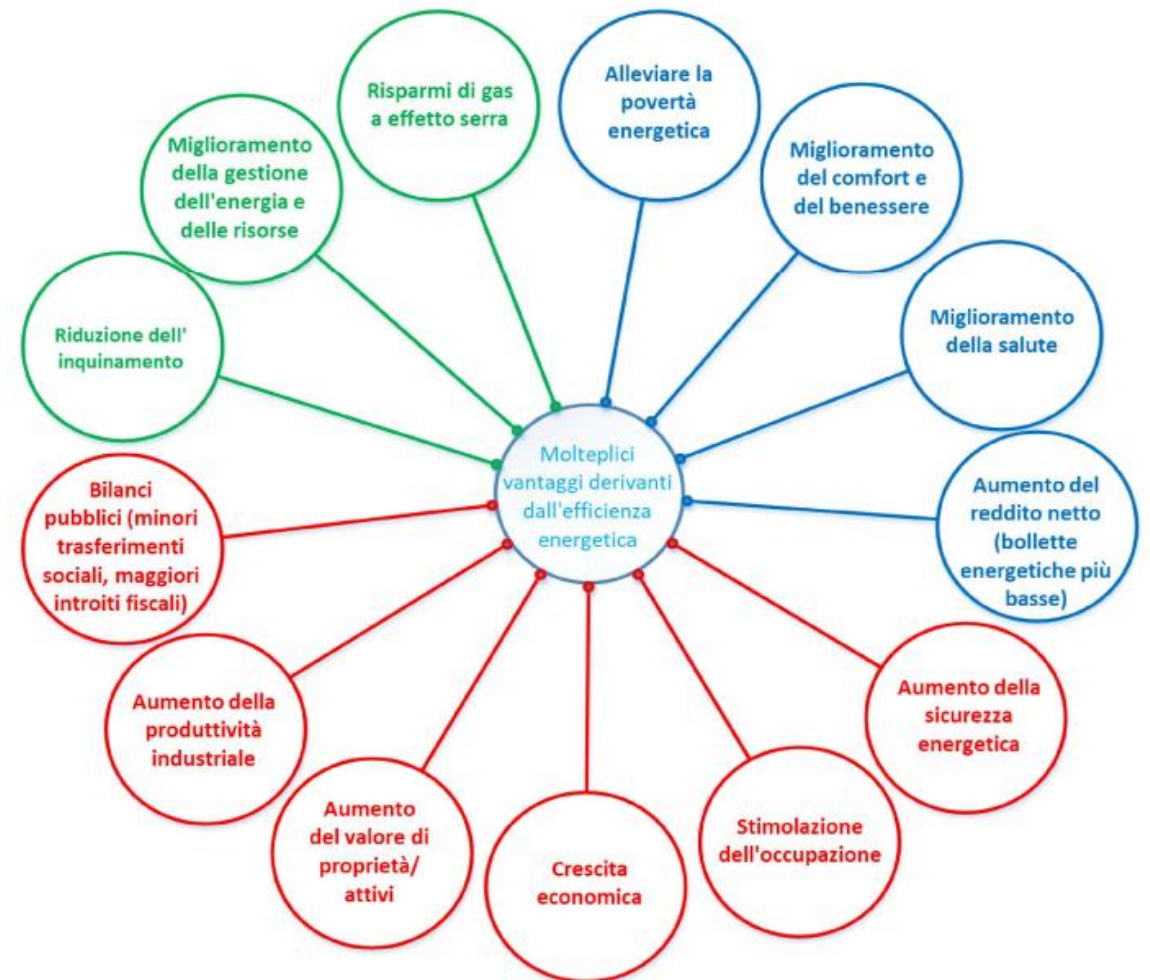 Risparmi di gas
a effetto serra
Alleviare la
povertà
energetica
Miglioramento
della gestione
dell'energia e
delle risorse
Miglioramento
del comfort e
del benessere
Riduzione dell'
inquinamento
Miglioramento
della salute
Molteplici
vantaggi derivanti
dall'efficienza
energetica
Bilanci
pubblici (minori
trasferimenti
sociali, maggiori
introiti fiscali)
Aumento del
reddito netto
(bollette
energetiche più
basse)
Aumento della
produttività
industriale
Aumento della
sicurezza
energetica
Aumento
del valore di
proprietà/
attivi
Crescita
economica
Stimolazione
dell'occupazione